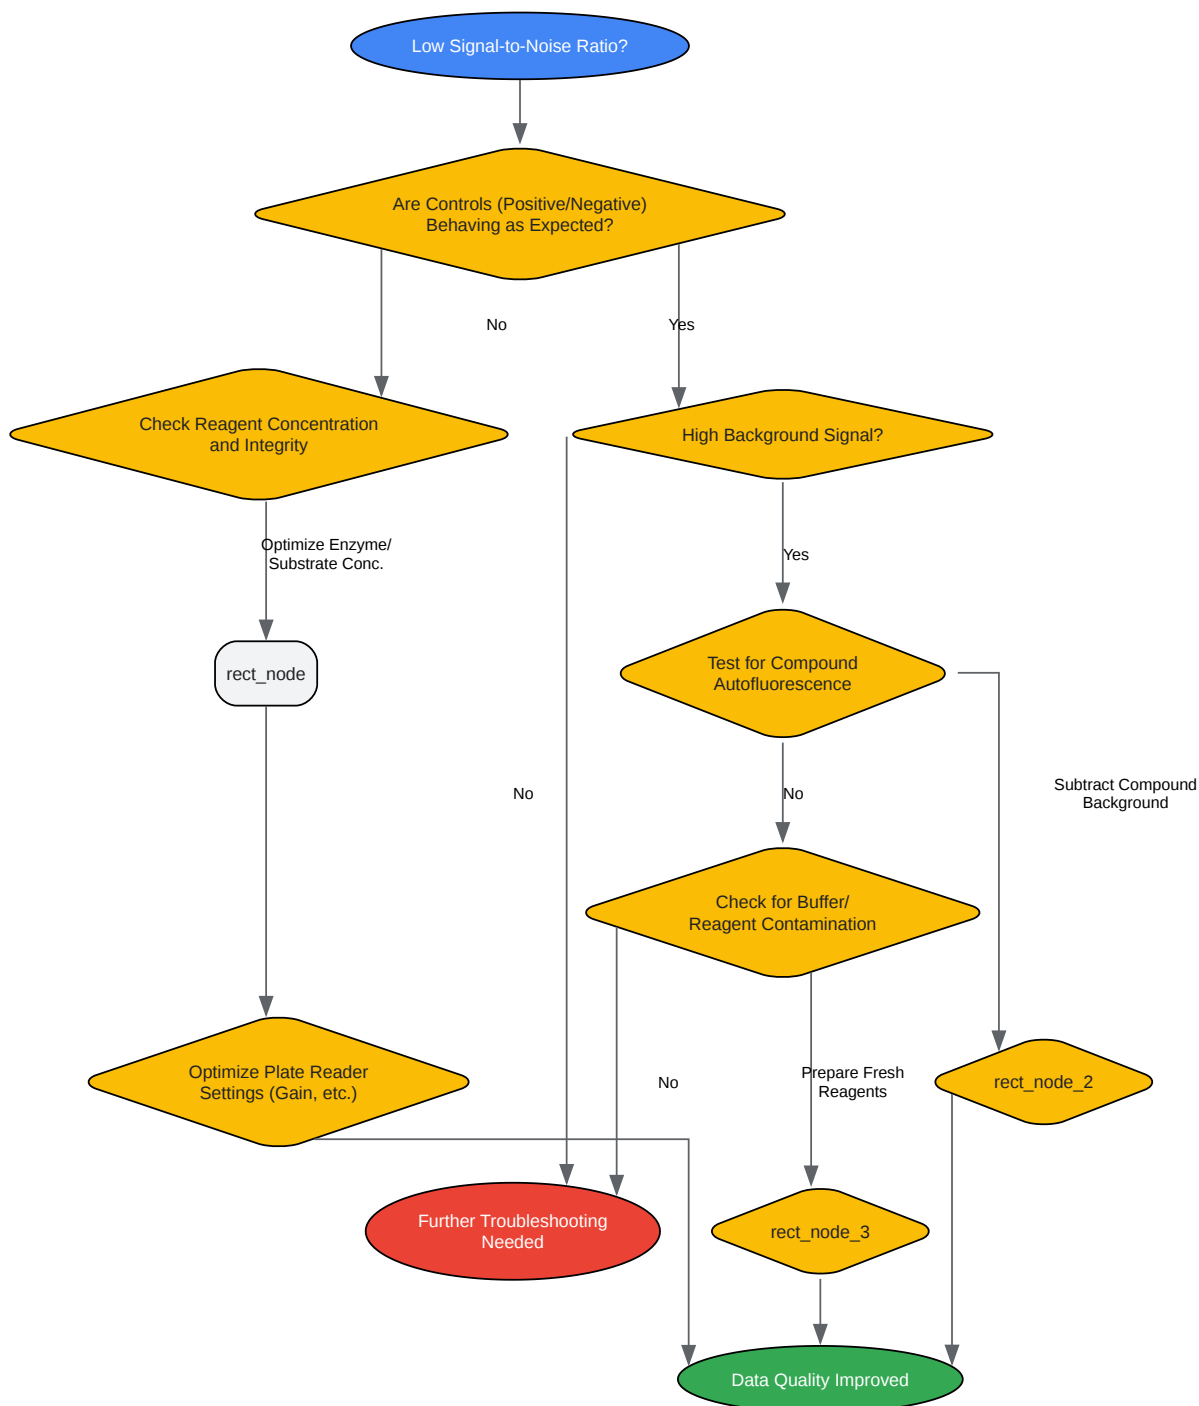 Low Signal-to-Noise Ratio?
Are Controls (Positive/Negative)
Behaving as Expected?
No
Yes
Check Reagent Concentration
and Integrity
High Background Signal?
Optimize Enzyme/
Substrate Conc.
Yes
rect_node
Test for Compound
Autofluorescence
No
No
Subtract Compound
Background
Check for Buffer/
Reagent Contamination
Optimize Plate Reader
Settings (Gain, etc.)
No
Prepare Fresh
Reagents
rect_node_2
Further Troubleshooting
Needed
rect_node_3
Data Quality Improved